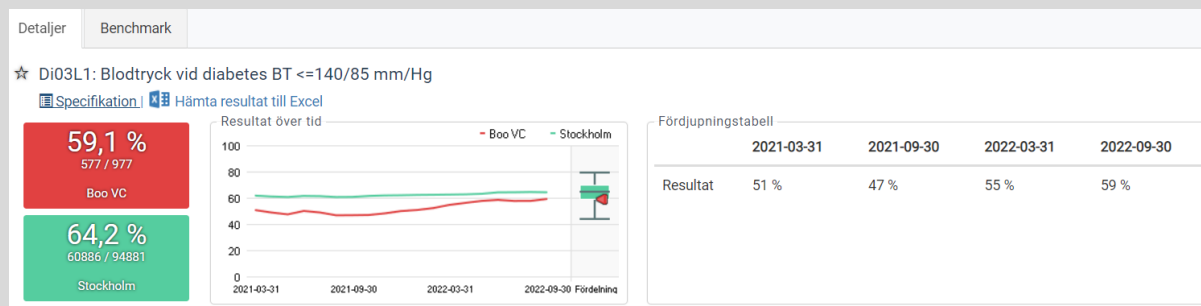 Detaljer Benchmark
Di03L1: Blodtryck vid diabetes BT <=140/85 mm/Hg
Specifikation | Hämta resultat till Excel
59,1 %
577 / 977
Boo VC
64,2 %
60886 / 94881
Stockholm
Resultat över tid
Boo VC Stockholm
100
80
60
40
20
0
2021-03-31 2021-09-30 2022-03-31 2022-09-30 Fördelning
Fördjupningstabell
2021-03-31 2021-09-30 2022-03-31 2022-09-30
Resultat 51 % 47 % 55 % 59 %